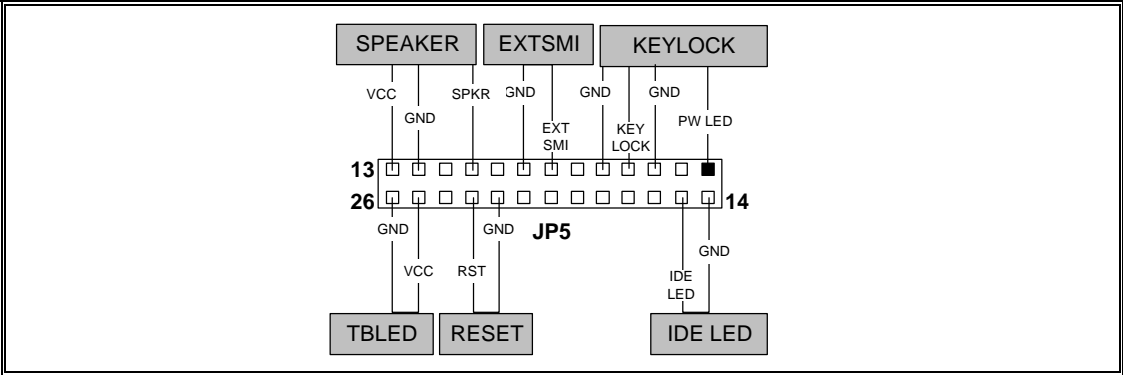 SPEAKER EXTSMI KEYLOCK
VCC SPKR GND GND GND
GND EXT SMI KEY LOCK PW LED
13
26 14
JP5
GND GND GND
VCC RST IDE LED
TBLED RESET IDE LED